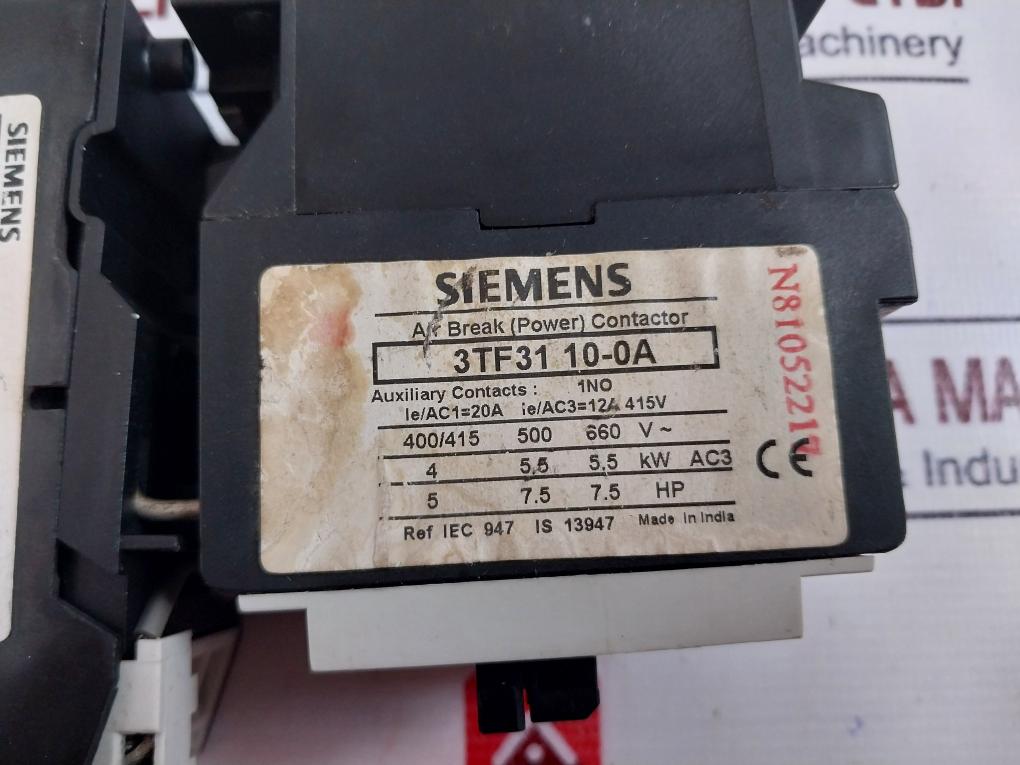 achinery
SIEMENS
SIEMENS
Air Break (Power) Contactor
3TF31 10-0A
Auxiliary Contacts : 1NO
Ie/AC1=20A ie/AC3=12A 415V
400/415 500 660 V ~
4 5,5 5,5 kW AC3
5 7.5 7.5 HP
Ref IEC 947 IS 13947 Made in India
N81052217
CE
A MA
& Indu